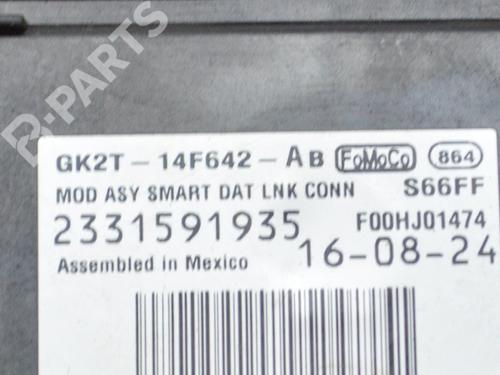 B-PARTS
GK2T-14F642-AB FoMoCo 864
MOD ASY SMART DAT LNK CONN S66FF
2331591935 F00HJ01474
Assembled in Mexico 16-08-24